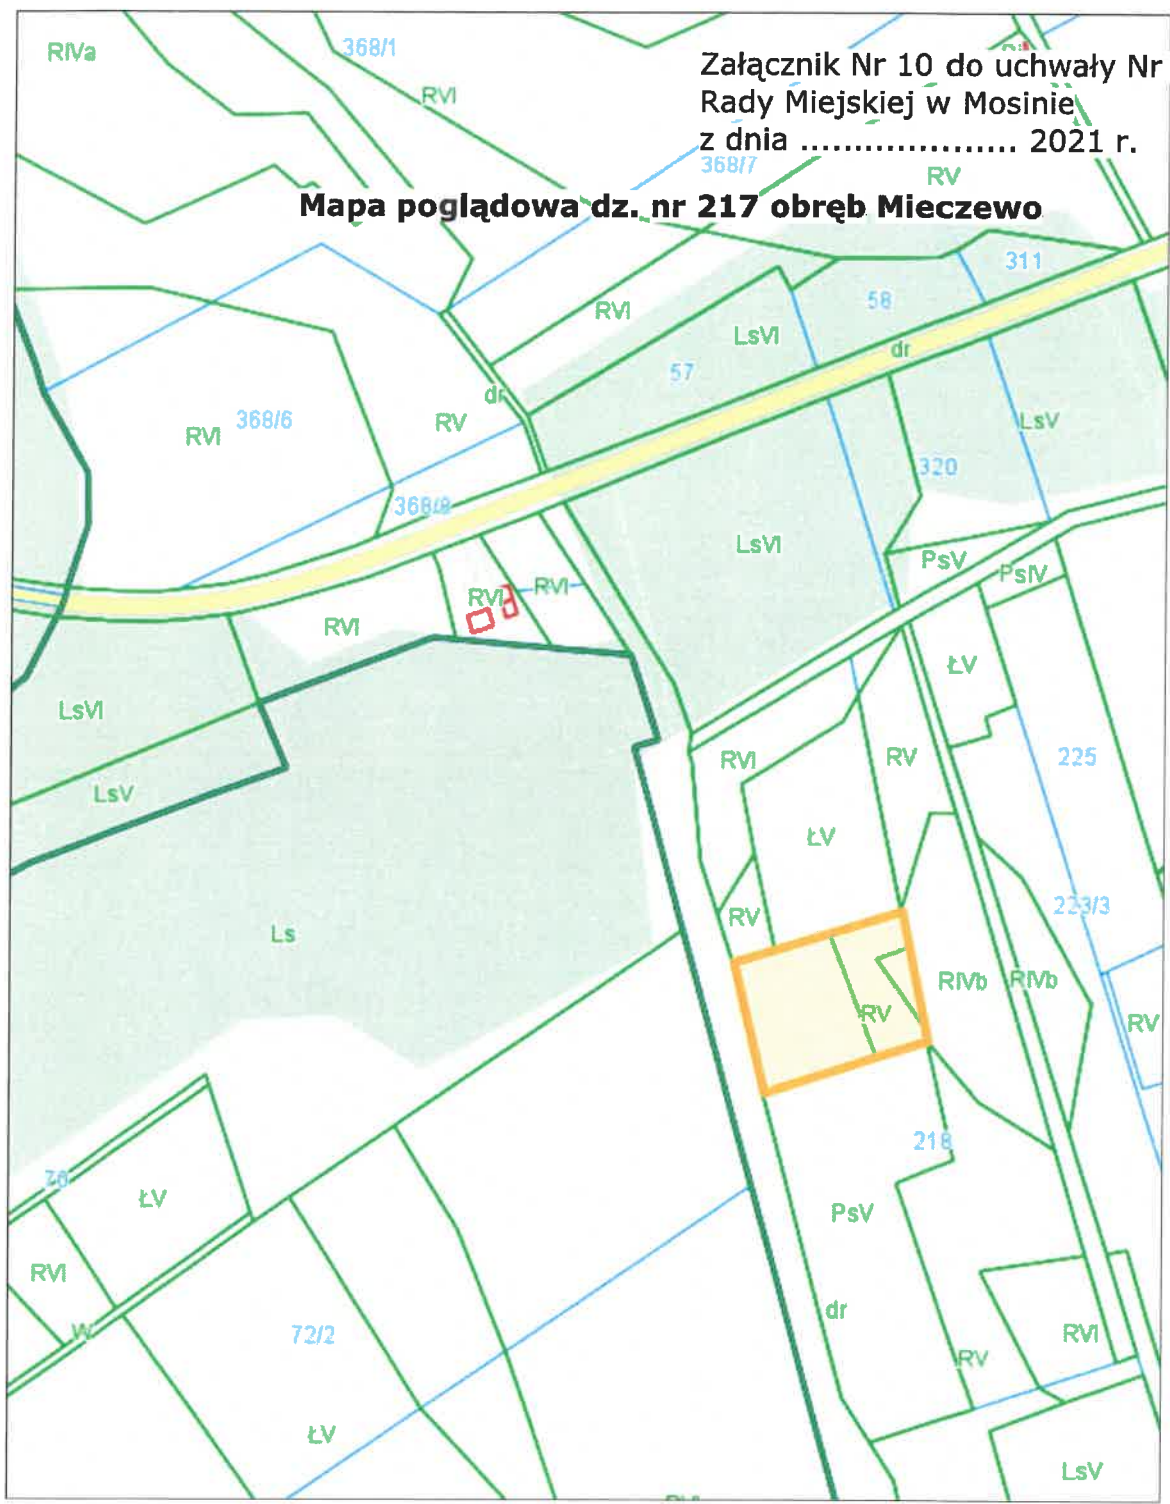 RIVa
368/1
Załącznik Nr 10 do uchwały Nr
RVI
Rady Miejskiej w Mosinie
z dnia .................... 2021 r.
368/7
RV
Mapa poglądowa dz. nr 217 obręb Mieczewo
311
58
RVI
LsVI
dr
57
dr
368/6
RV
RVI
LsV
320
368/8
LsVI
PsV
PsIV
RVI
RVI
RVI
ŁV
LsVI
RVI
RV
225
LsV
ŁV
223/3
RV
Ls
RIVb
RIVb
RV
RV
218
76
ŁV
PsV
RVI
dr
W
72/2
RVI
RV
ŁV
LsV